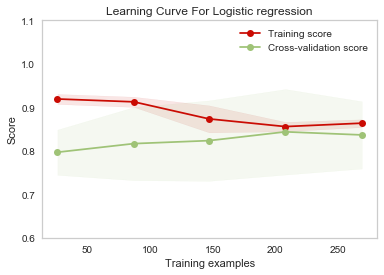 Learning Curve For Logistic regression
1.1
1.0
0.9
0.8
0.7
0.6
Score
Training score
Cross-validation score
50
100
150
200
250
Training examples